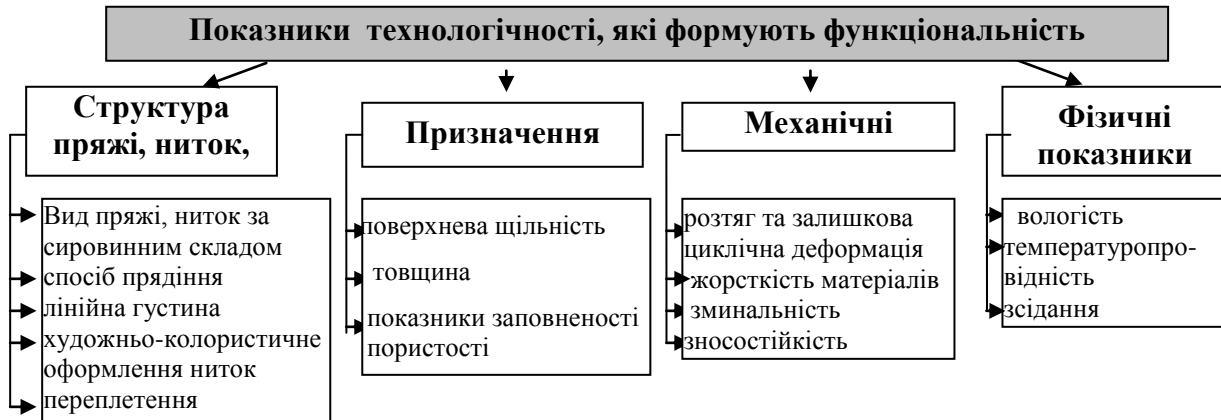 Показники технологічності, які формують функціональність
Структура
пряжі, ниток,
Вид пряжі, ниток за
сировинним складом
спосіб прядіння
лінійна густина
художньо-колористичне
оформлення ниток
переплетення
Призначення
поверхнева щільність
товщина
показники заповненості
пористості
Механічні
розтяг та залишкова
циклічна деформація
жорсткість матеріалів
зминальність
зносостійкість
Фізичні
показники
вологість
температуропро-
відність
зсідання